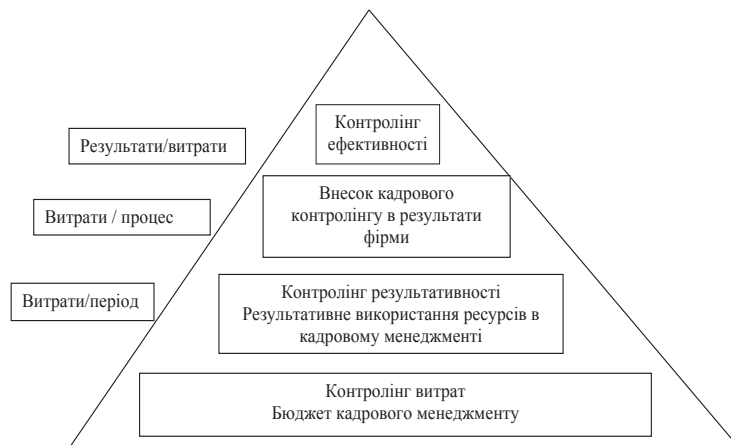 Контролінг
ефективності
Результати/витрати
Внесок кадрового
контролінгу в результати
фірми
Витрати / процес
Контролінг результативності
Результативне використання ресурсів в
кадровому менеджменті
Витрати/період
Контролінг витрат
Бюджет кадрового менеджменту